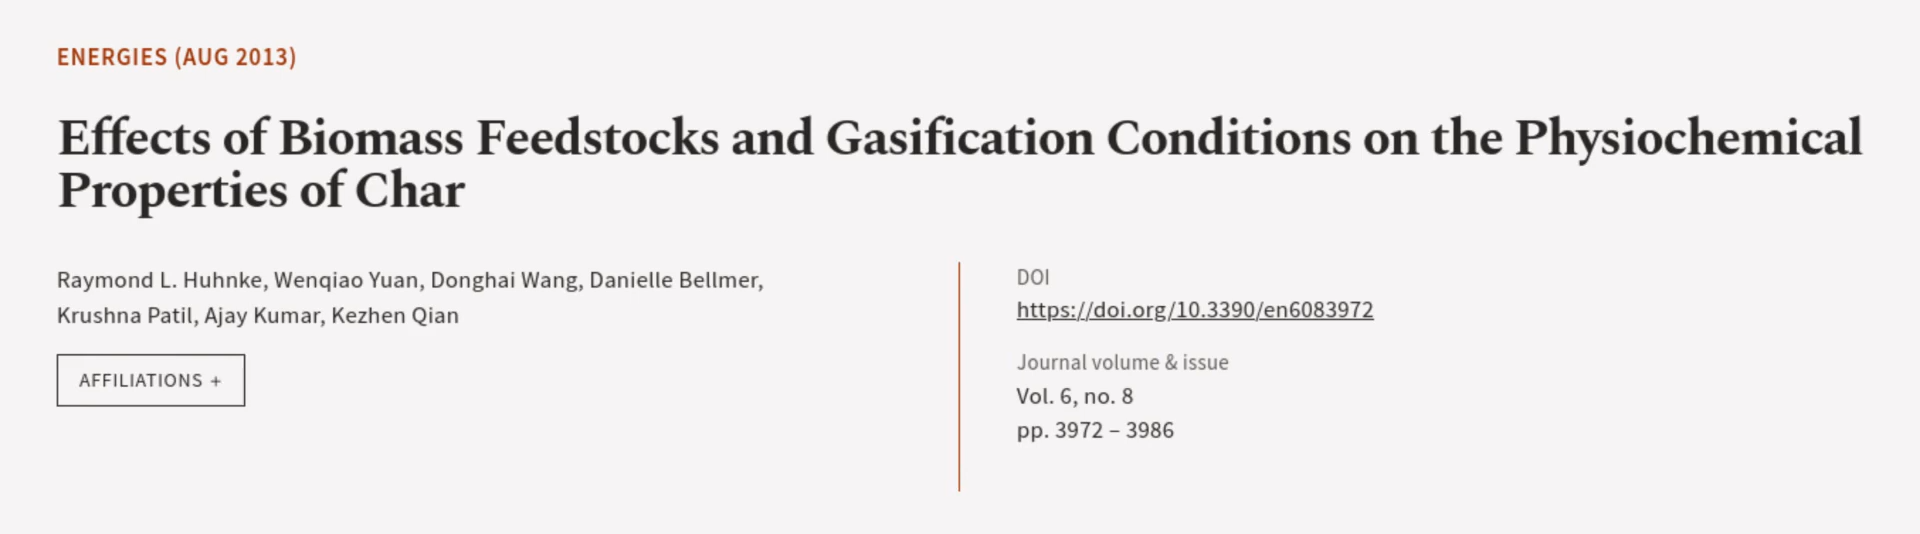 ENERGIES (AUG 2013)
Effects of Biomass Feedstocks and Gasification Conditions on the Physiochemical
Properties of Char
Raymond L. Huhnke, Wenqiao Yuan, Donghai Wang, Danielle Bellmer,
Krushna Patil, Ajay Kumar, Kezhen Qian
AFFILIATIONS +
DOI
https://doi.org/10.3390/en6083972
Journal volume & issue
Vol. 6, no. 8
pp. 3972 – 3986